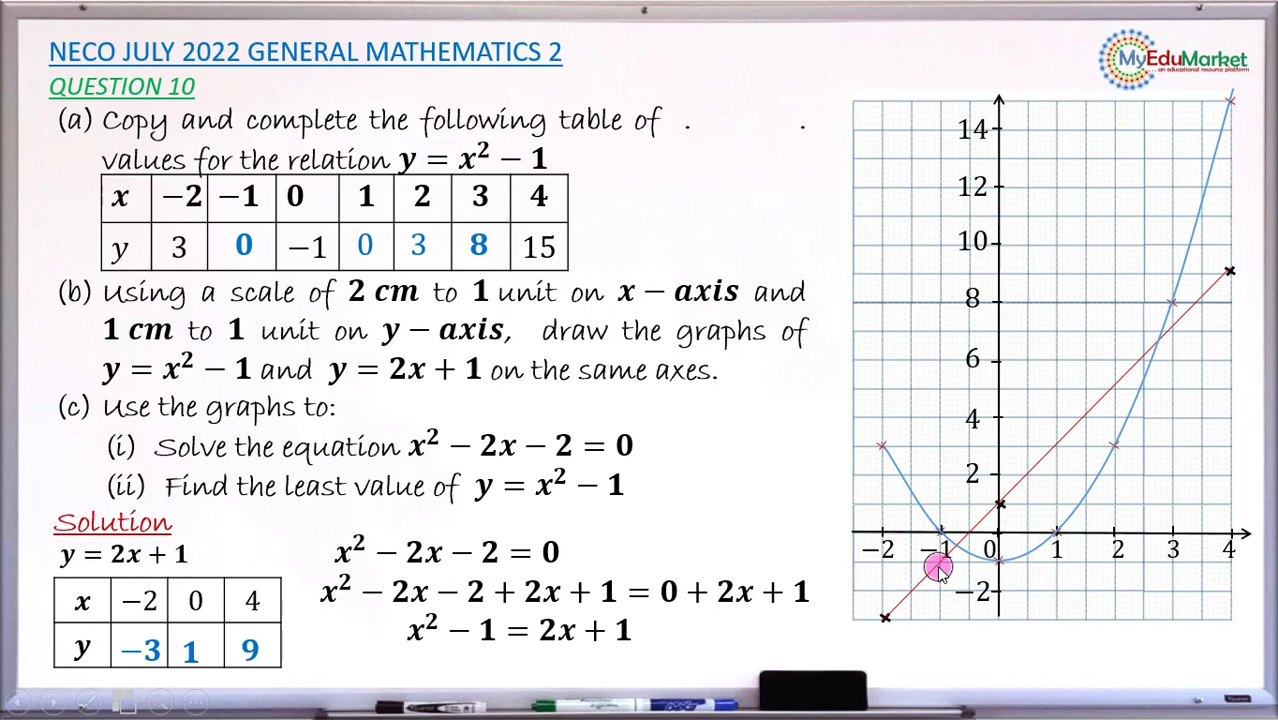 NECO JULY 2022 GENERAL MATHEMATICS 2
MyEduMarket
...an educational resource platform
QUESTION 10
(a) Copy and complete the following table of . .
values for the relation y = x² − 1
x −2 −1 0 1 2 3 4
y 3 0 −1 0 3 8 15
(b) Using a scale of 2 cm to 1 unit on x − axis and
1 cm to 1 unit on y − axis, draw the graphs of
y = x² − 1 and y = 2x + 1 on the same axes.
(c) Use the graphs to:
(i) Solve the equation x² − 2x − 2 = 0
(ii) Find the least value of y = x² − 1
Solution
y = 2x + 1
x −2 0 4
y −3 1 9
x² − 2x − 2 = 0
x² − 2x − 2 + 2x + 1 = 0 + 2x + 1
x² − 1 = 2x + 1
14
12
10
8
6
4
2
−2 −1 0 1 2 3 4
−2